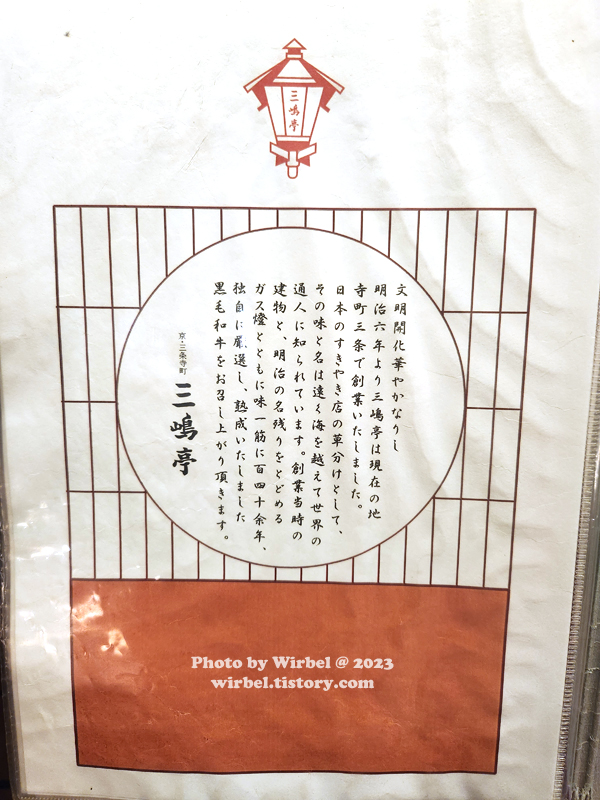 三嶋亭
文明開化華やかなりし
明治六年より三嶋亭は現在の地
寺町三条で創業いたしました。
日本のすきやき店の草分けとして、
その味と名は遠く海を越えて世界の
通人に知られています。創業当時の
建物と、明治の名残りをとどめる
ガス燈とともに味一筋に百四十余年、
独自に厳選し、熟成いたしました
黒毛和牛をお召し上がり頂きます。
京・三条寺町
三嶋亭
Photo by Wirbel @ 2023
wirbel.tistory.com